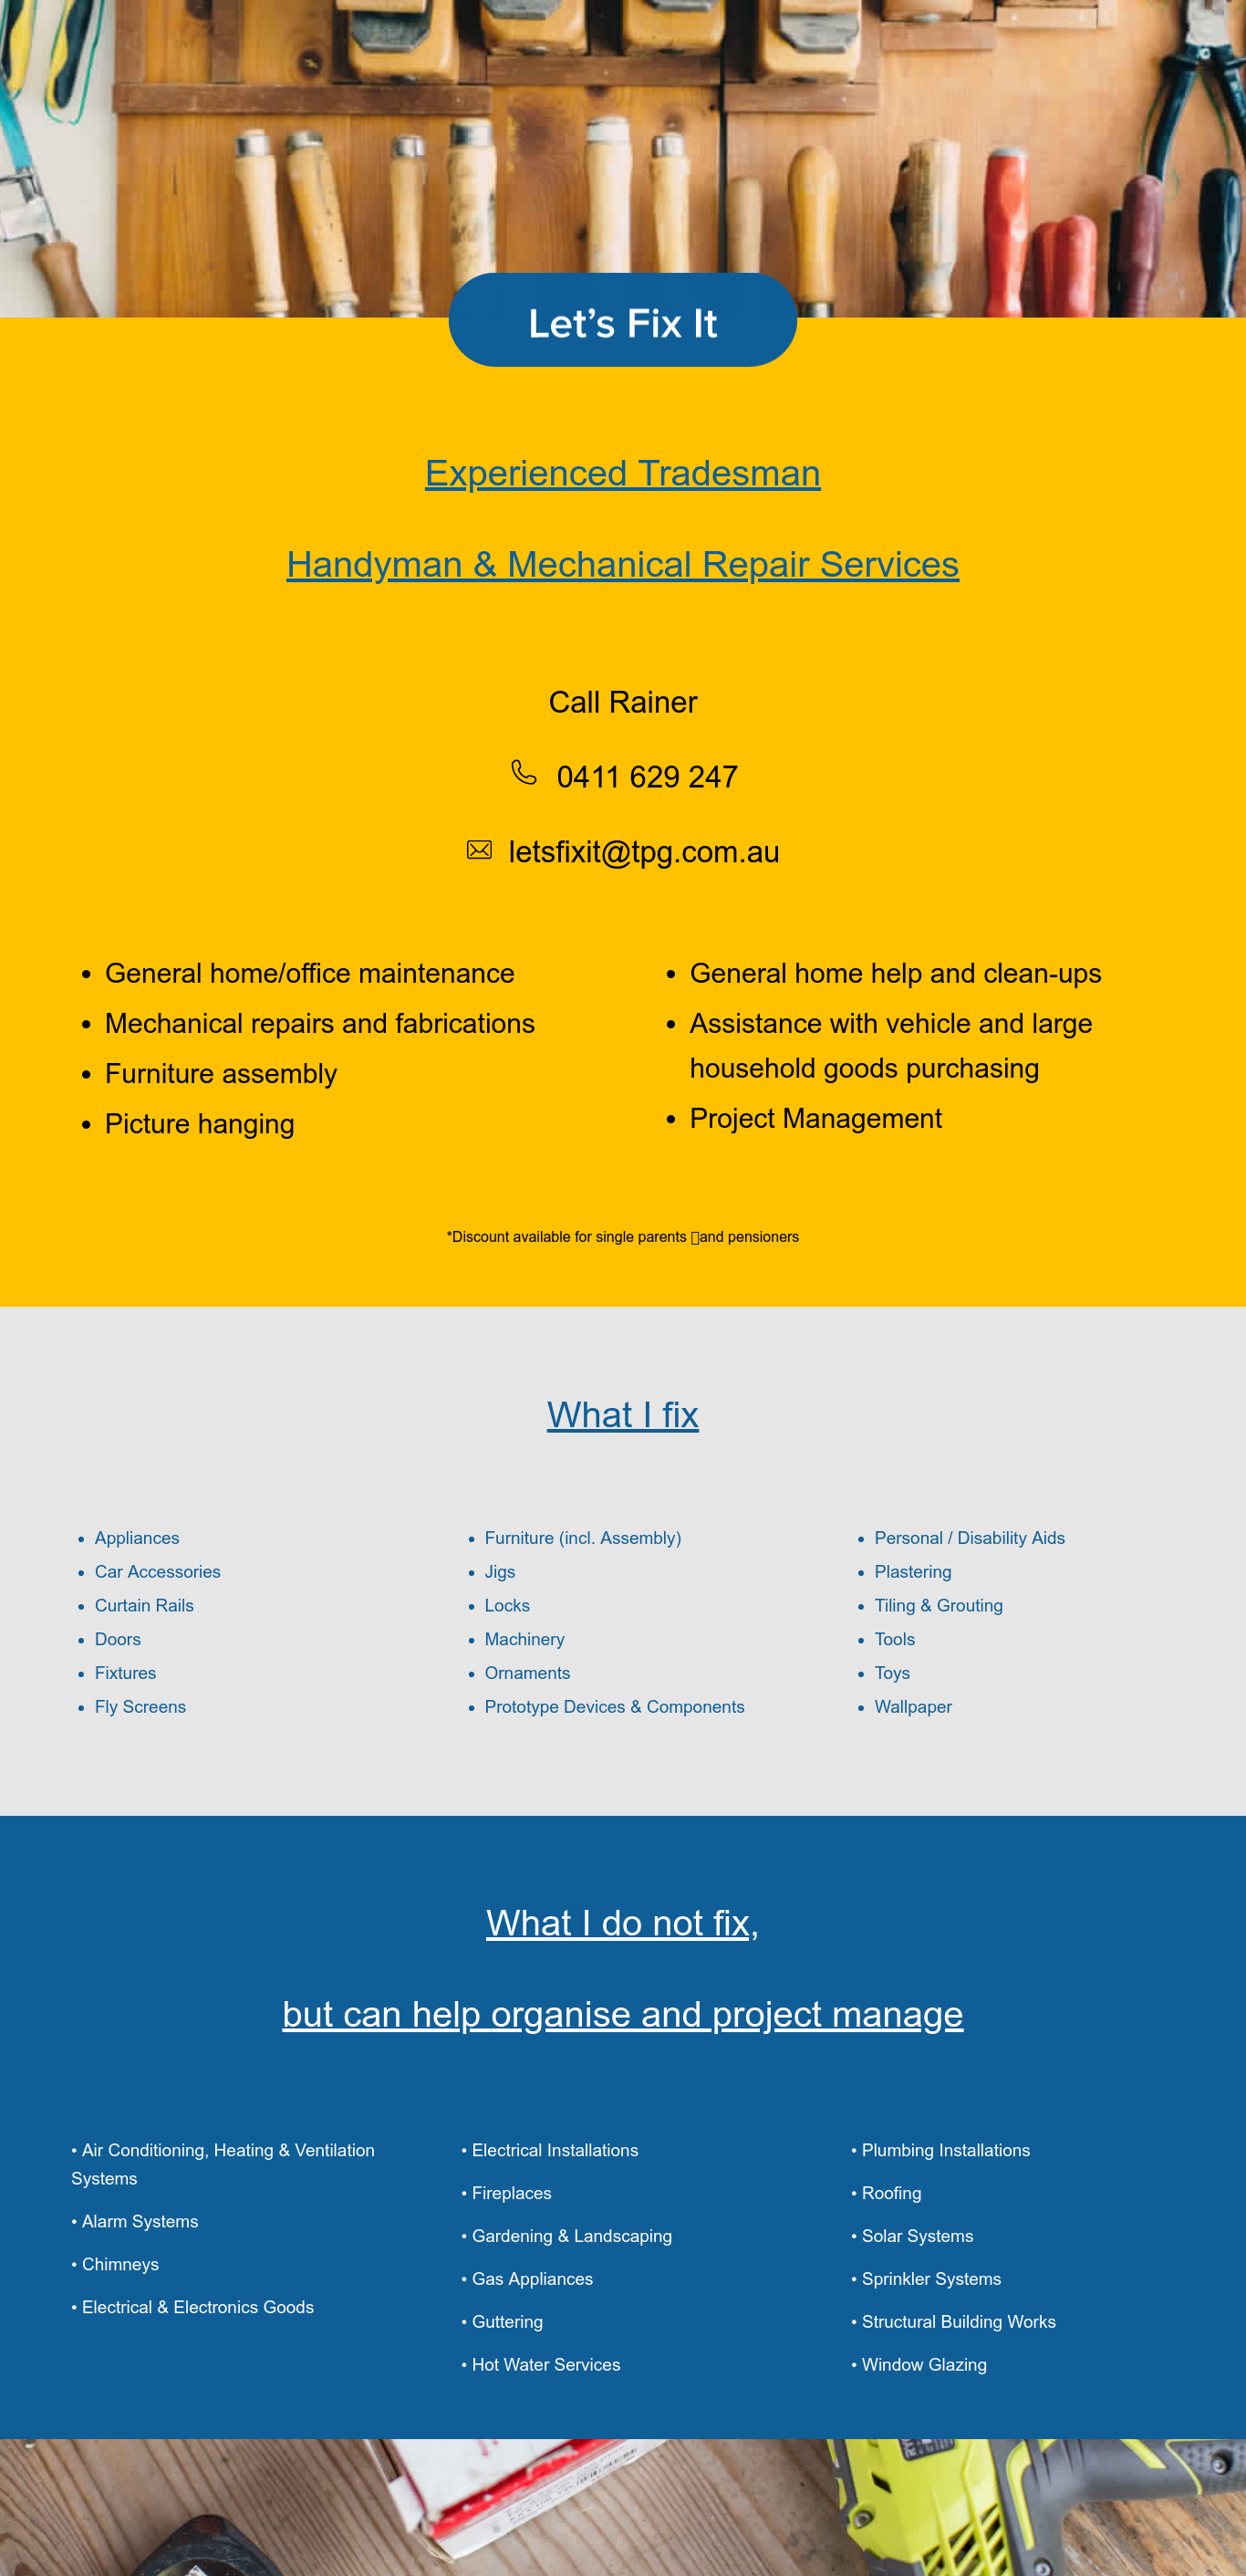 Let's Fix It
Experienced Tradesman
Handyman & Mechanical Repair Services
Call Rainer
0411 629 247
letsfixit@tpg.com.au
• General home/office maintenance
• Mechanical repairs and fabrications
• Furniture assembly
• Picture hanging
• General home help and clean-ups
• Assistance with vehicle and large
household goods purchasing
• Project Management
*Discount available for single parents and pensioners
What I fix
• Appliances
• Car Accessories
• Curtain Rails
• Doors
• Fixtures
• Fly Screens
• Furniture (incl. Assembly)
• Jigs
• Locks
• Machinery
• Ornaments
• Prototype Devices & Components
• Personal / Disability Aids
• Plastering
• Tiling & Grouting
• Tools
• Toys
• Wallpaper
What I do not fix,
but can help organise and project manage
• Air Conditioning, Heating & Ventilation
Systems
• Alarm Systems
• Chimneys
• Electrical & Electronics Goods
• Electrical Installations
• Fireplaces
• Gardening & Landscaping
• Gas Appliances
• Guttering
• Hot Water Services
• Plumbing Installations
• Roofing
• Solar Systems
• Sprinkler Systems
• Structural Building Works
• Window Glazing